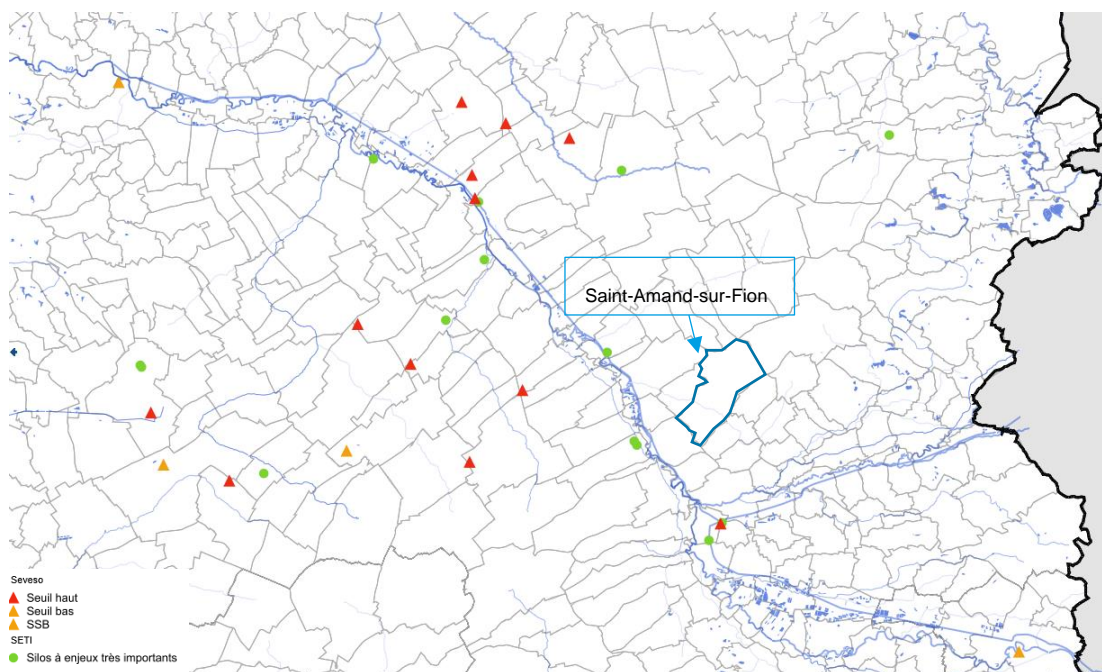 Saint-Amand-sur-Fion
Seveso
Seuil haut
Seuil bas
SSB
SETI
Silos à enjeux très importants